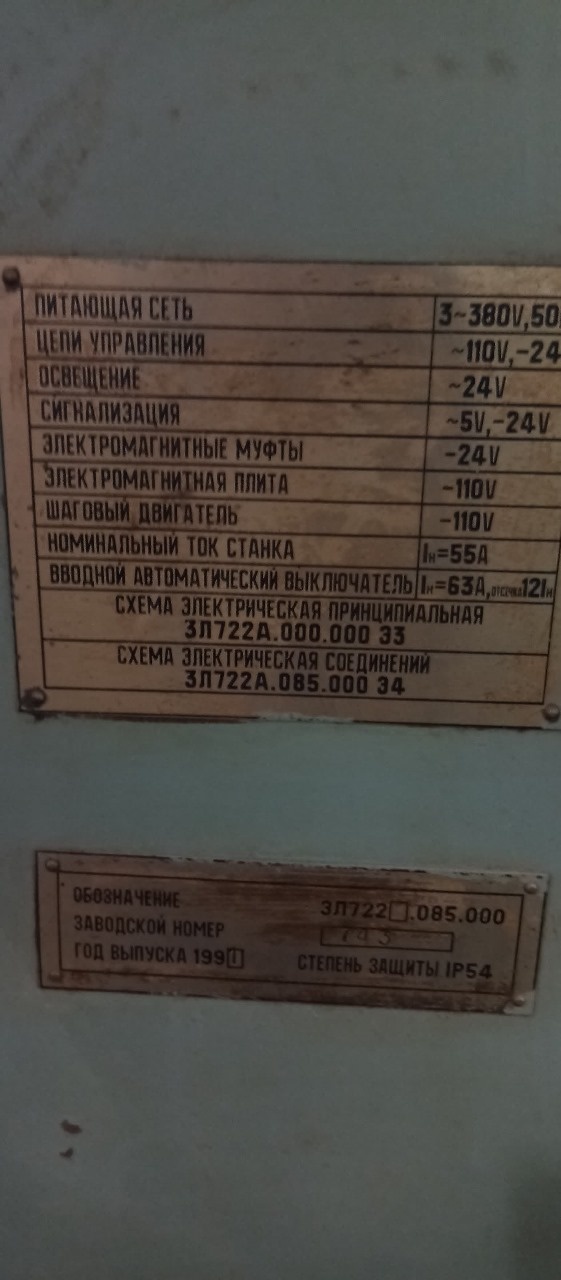 ПИТАЮЩАЯ СЕТЬ 3~380V,50
ЦЕПИ УПРАВЛЕНИЯ ~110V,-24
ОСВЕЩЕНИЕ ~24V
СИГНАЛИЗАЦИЯ ~5V,-24V
ЭЛЕКТРОМАГНИТНЫЕ МУФТЫ -24V
ЭЛЕКТРОМАГНИТНАЯ ПЛИТА -110V
ШАГОВЫЙ ДВИГАТЕЛЬ -110V
НОМИНАЛЬНЫЙ ТОК СТАНКА Iн=55А
ВВОДНОЙ АВТОМАТИЧЕСКИЙ ВЫКЛЮЧАТЕЛЬ Iн=63А, отсечка 12Iн
СХЕМА ЭЛЕКТРИЧЕСКАЯ ПРИНЦИПИАЛЬНАЯ
3Л722А.000.000 Э3
СХЕМА ЭЛЕКТРИЧЕСКАЯ СОЕДИНЕНИЙ
3Л722А.085.000 Э4
ОБОЗНАЧЕНИЕ 3Л722 .085.000
ЗАВОДСКОЙ НОМЕР 743
ГОД ВЫПУСКА 1991 СТЕПЕНЬ ЗАЩИТЫ IP54